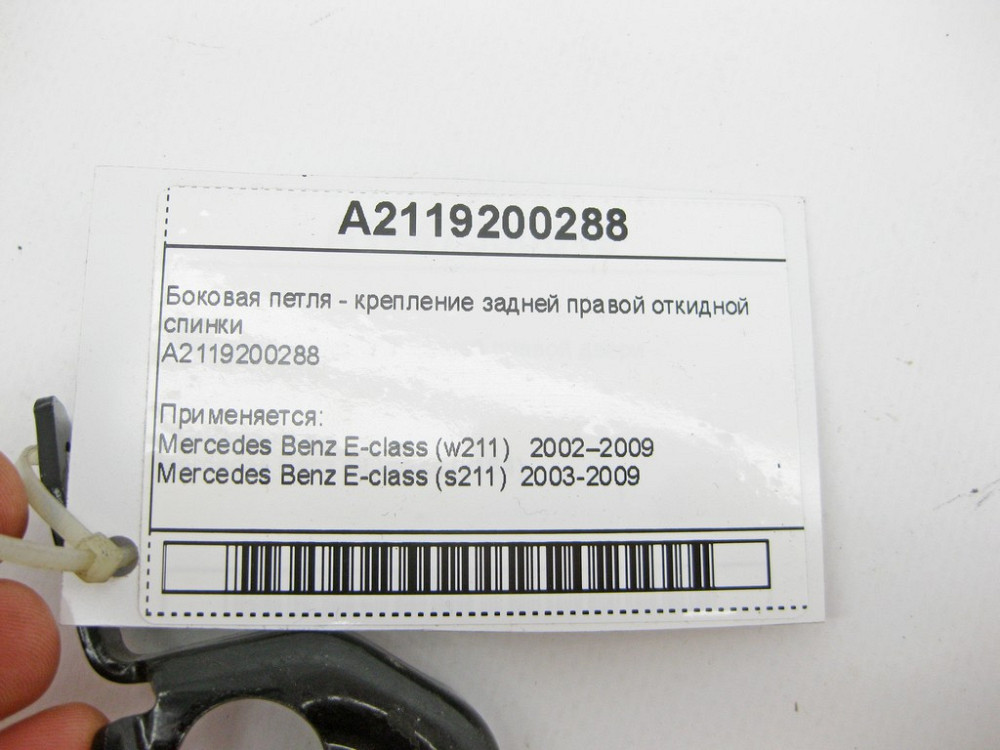 A2119200288
Боковая петля - крепление задней правой откидной
спинки
A2119200288
Применяется:
Mercedes Benz E-class (w211) 2002–2009
Mercedes Benz E-class (s211) 2003-2009